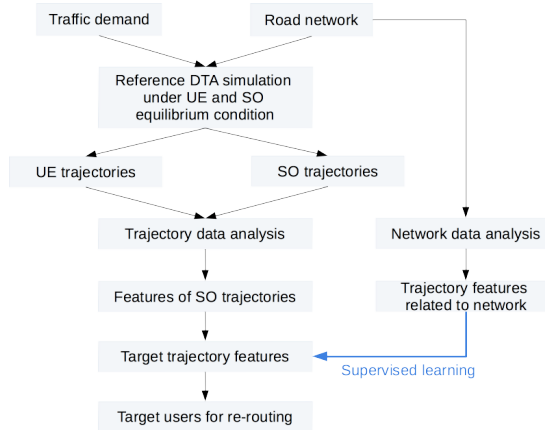 Traffic demand
Road network
Reference DTA simulation
under UE and SO
equilibrium condition
UE trajectories
SO trajectories
Trajectory data analysis
Network data analysis
Features of SO trajectories
Trajectory features
related to network
Target trajectory features
Supervised learning
Target users for re-routing